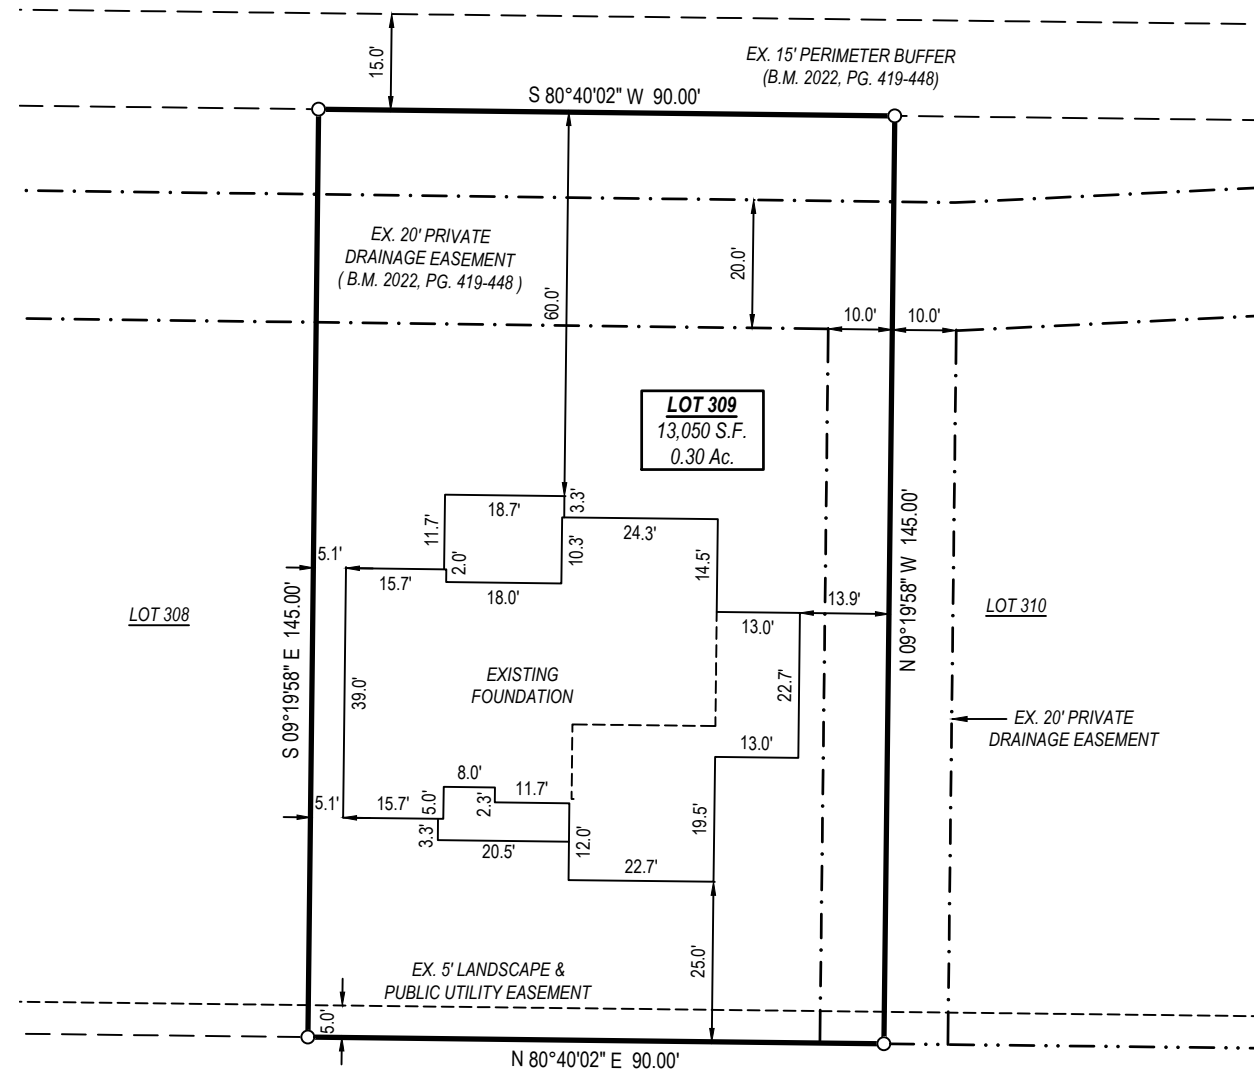 15.0'
EX. 15' PERIMETER BUFFER
(B.M. 2022, PG. 419-448)
S 80°40'02" W 90.00'
EX. 20' PRIVATE
DRAINAGE EASEMENT
( B.M. 2022, PG. 419-448 )
20.0'
60.0'
10.0'
10.0'
LOT 309
13,050 S.F.
0.30 Ac.
18.7'
3.3'
11.7'
24.3'
10.3'
5.1'
2.0'
14.5'
15.7'
18.0'
S 09°19'58" E 145.00'
N 09°19'58" W 145.00'
LOT 308
13.9'
LOT 310
13.0'
EXISTING
FOUNDATION
39.0'
22.7'
EX. 20' PRIVATE
DRAINAGE EASEMENT
13.0'
8.0'
11.7'
5.1'
15.7'
5.0'
2.3'
19.5'
3.3'
20.5'
12.0'
22.7'
25.0'
EX. 5' LANDSCAPE &
PUBLIC UTILITY EASEMENT
5.0'
N 80°40'02" E 90.00'